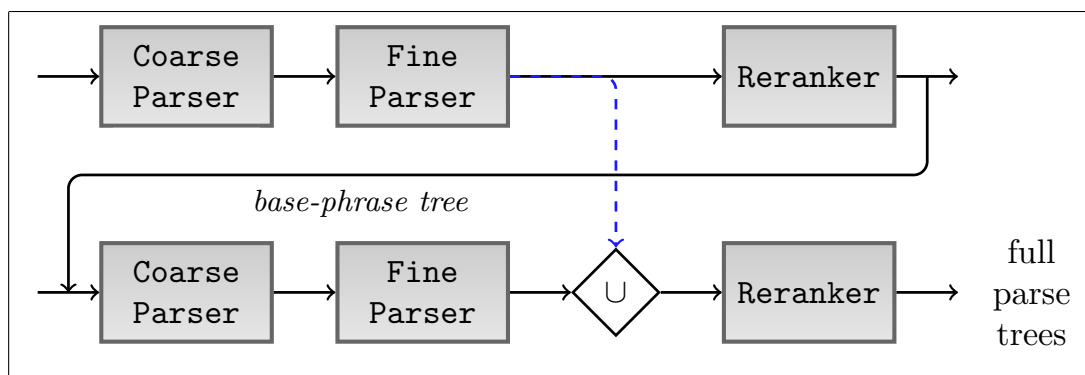 Coarse
Parser
Fine
Parser
Reranker
base-phrase tree
Coarse
Parser
Fine
Parser
∪
Reranker
full
parse
trees